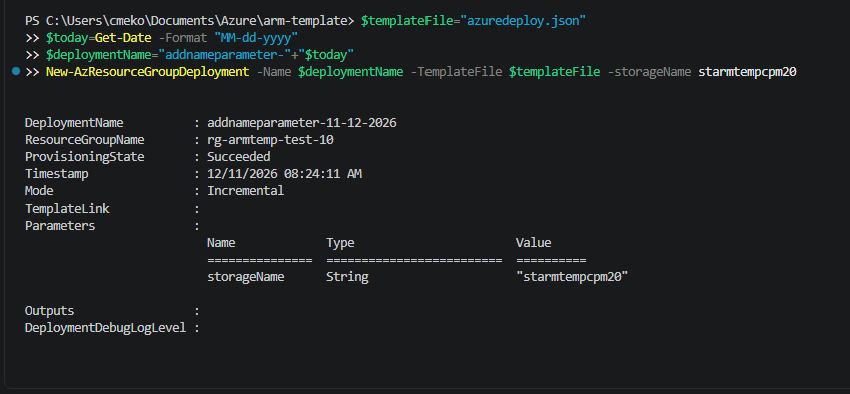 PS C:\Users\cmeko\Documents\Azure\arm-template> $templateFile="azuredeploy.json"
>> $today=Get-Date -Format "MM-dd-yyyy"
>> $deploymentName="addnameparameter-"+"$today"
>> New-AzResourceGroupDeployment -Name $deploymentName -TemplateFile $templateFile -storageName starmtempcpm20
DeploymentName : addnameparameter-11-12-2026
ResourceGroupName : rg-armtemp-test-10
ProvisioningState : Succeeded
Timestamp : 12/11/2026 08:24:11 AM
Mode : Incremental
TemplateLink :
Parameters :
Name Type Value
=============== ========================== ==========
storageName String "starmtempcpm20"
Outputs :
DeploymentDebugLogLevel :